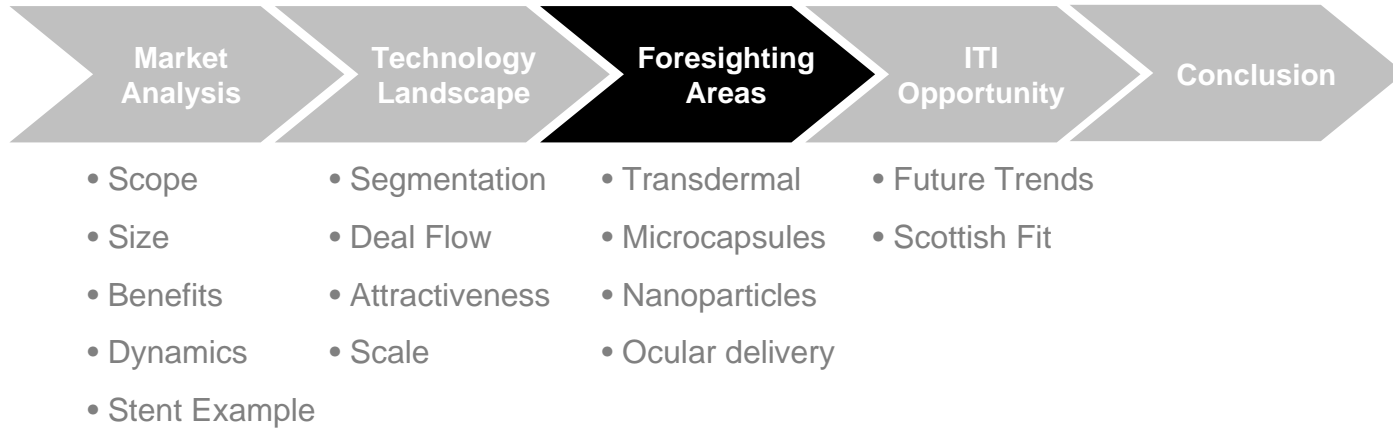 Market
Analysis
Technology
Landscape
Foresighting
Areas
ITI
Opportunity
Conclusion
• Scope
• Size
• Benefits
• Dynamics
• Stent Example
• Segmentation
• Deal Flow
• Attractiveness
• Scale
• Transdermal
• Microcapsules
• Nanoparticles
• Ocular delivery
• Future Trends
• Scottish Fit